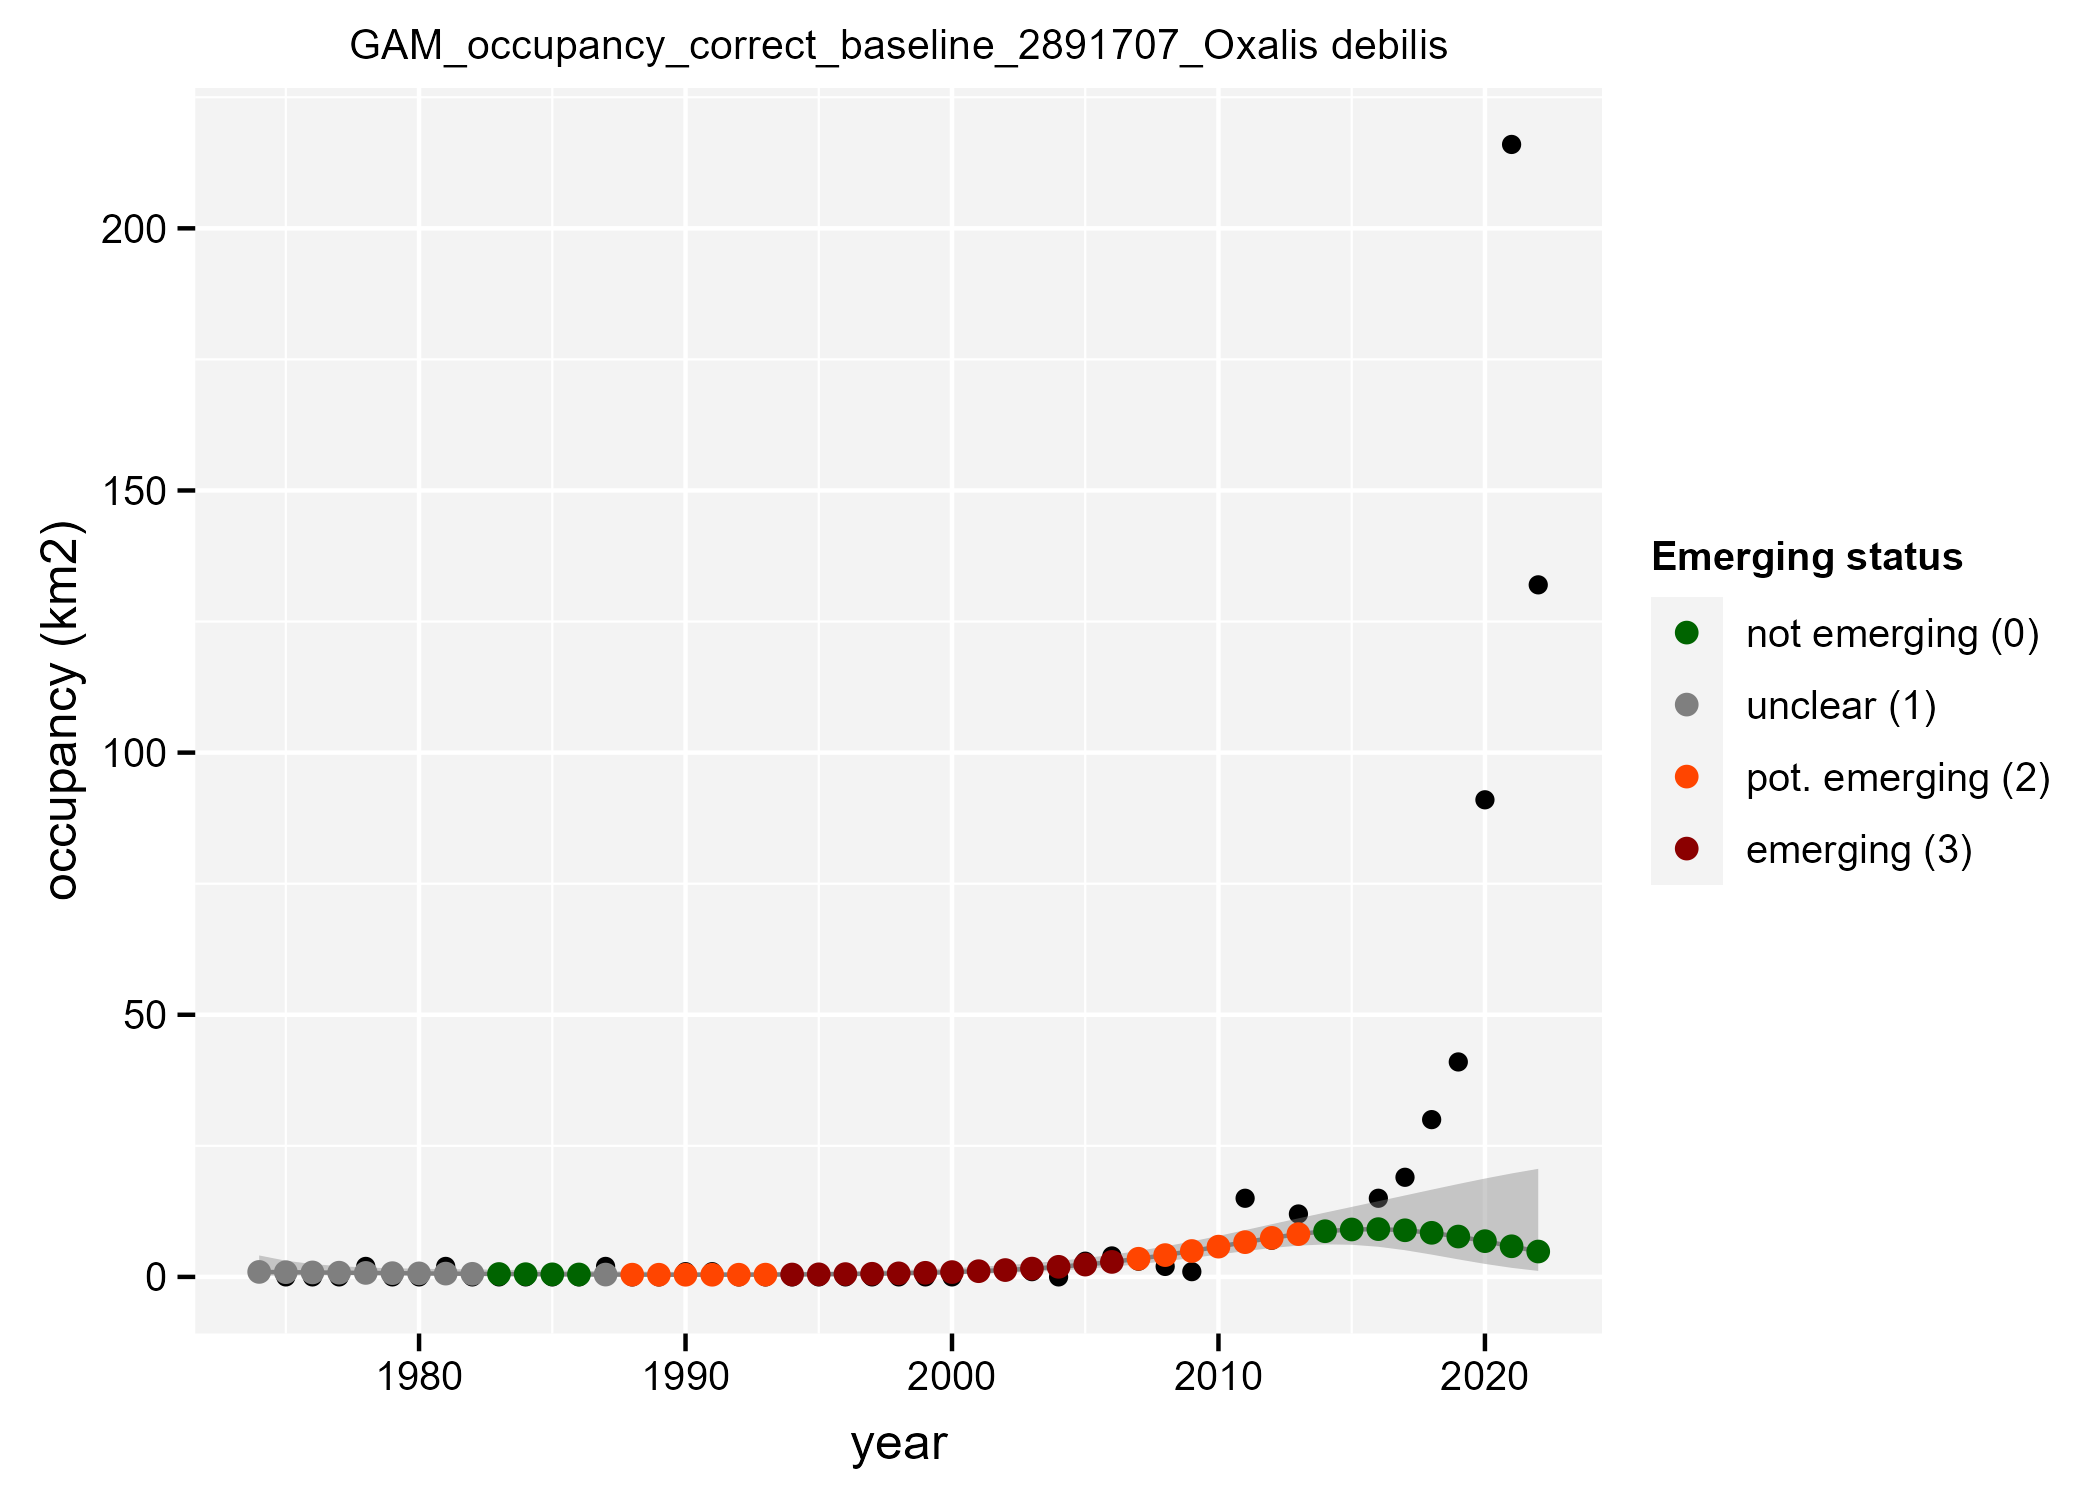 GAM_occupancy_correct_baseline_2891707_Oxalis debilis
occupancy (km2)
200
150
100
50
0
1980
1990
2000
2010
2020
year
Emerging status
not emerging (0)
unclear (1)
pot. emerging (2)
emerging (3)